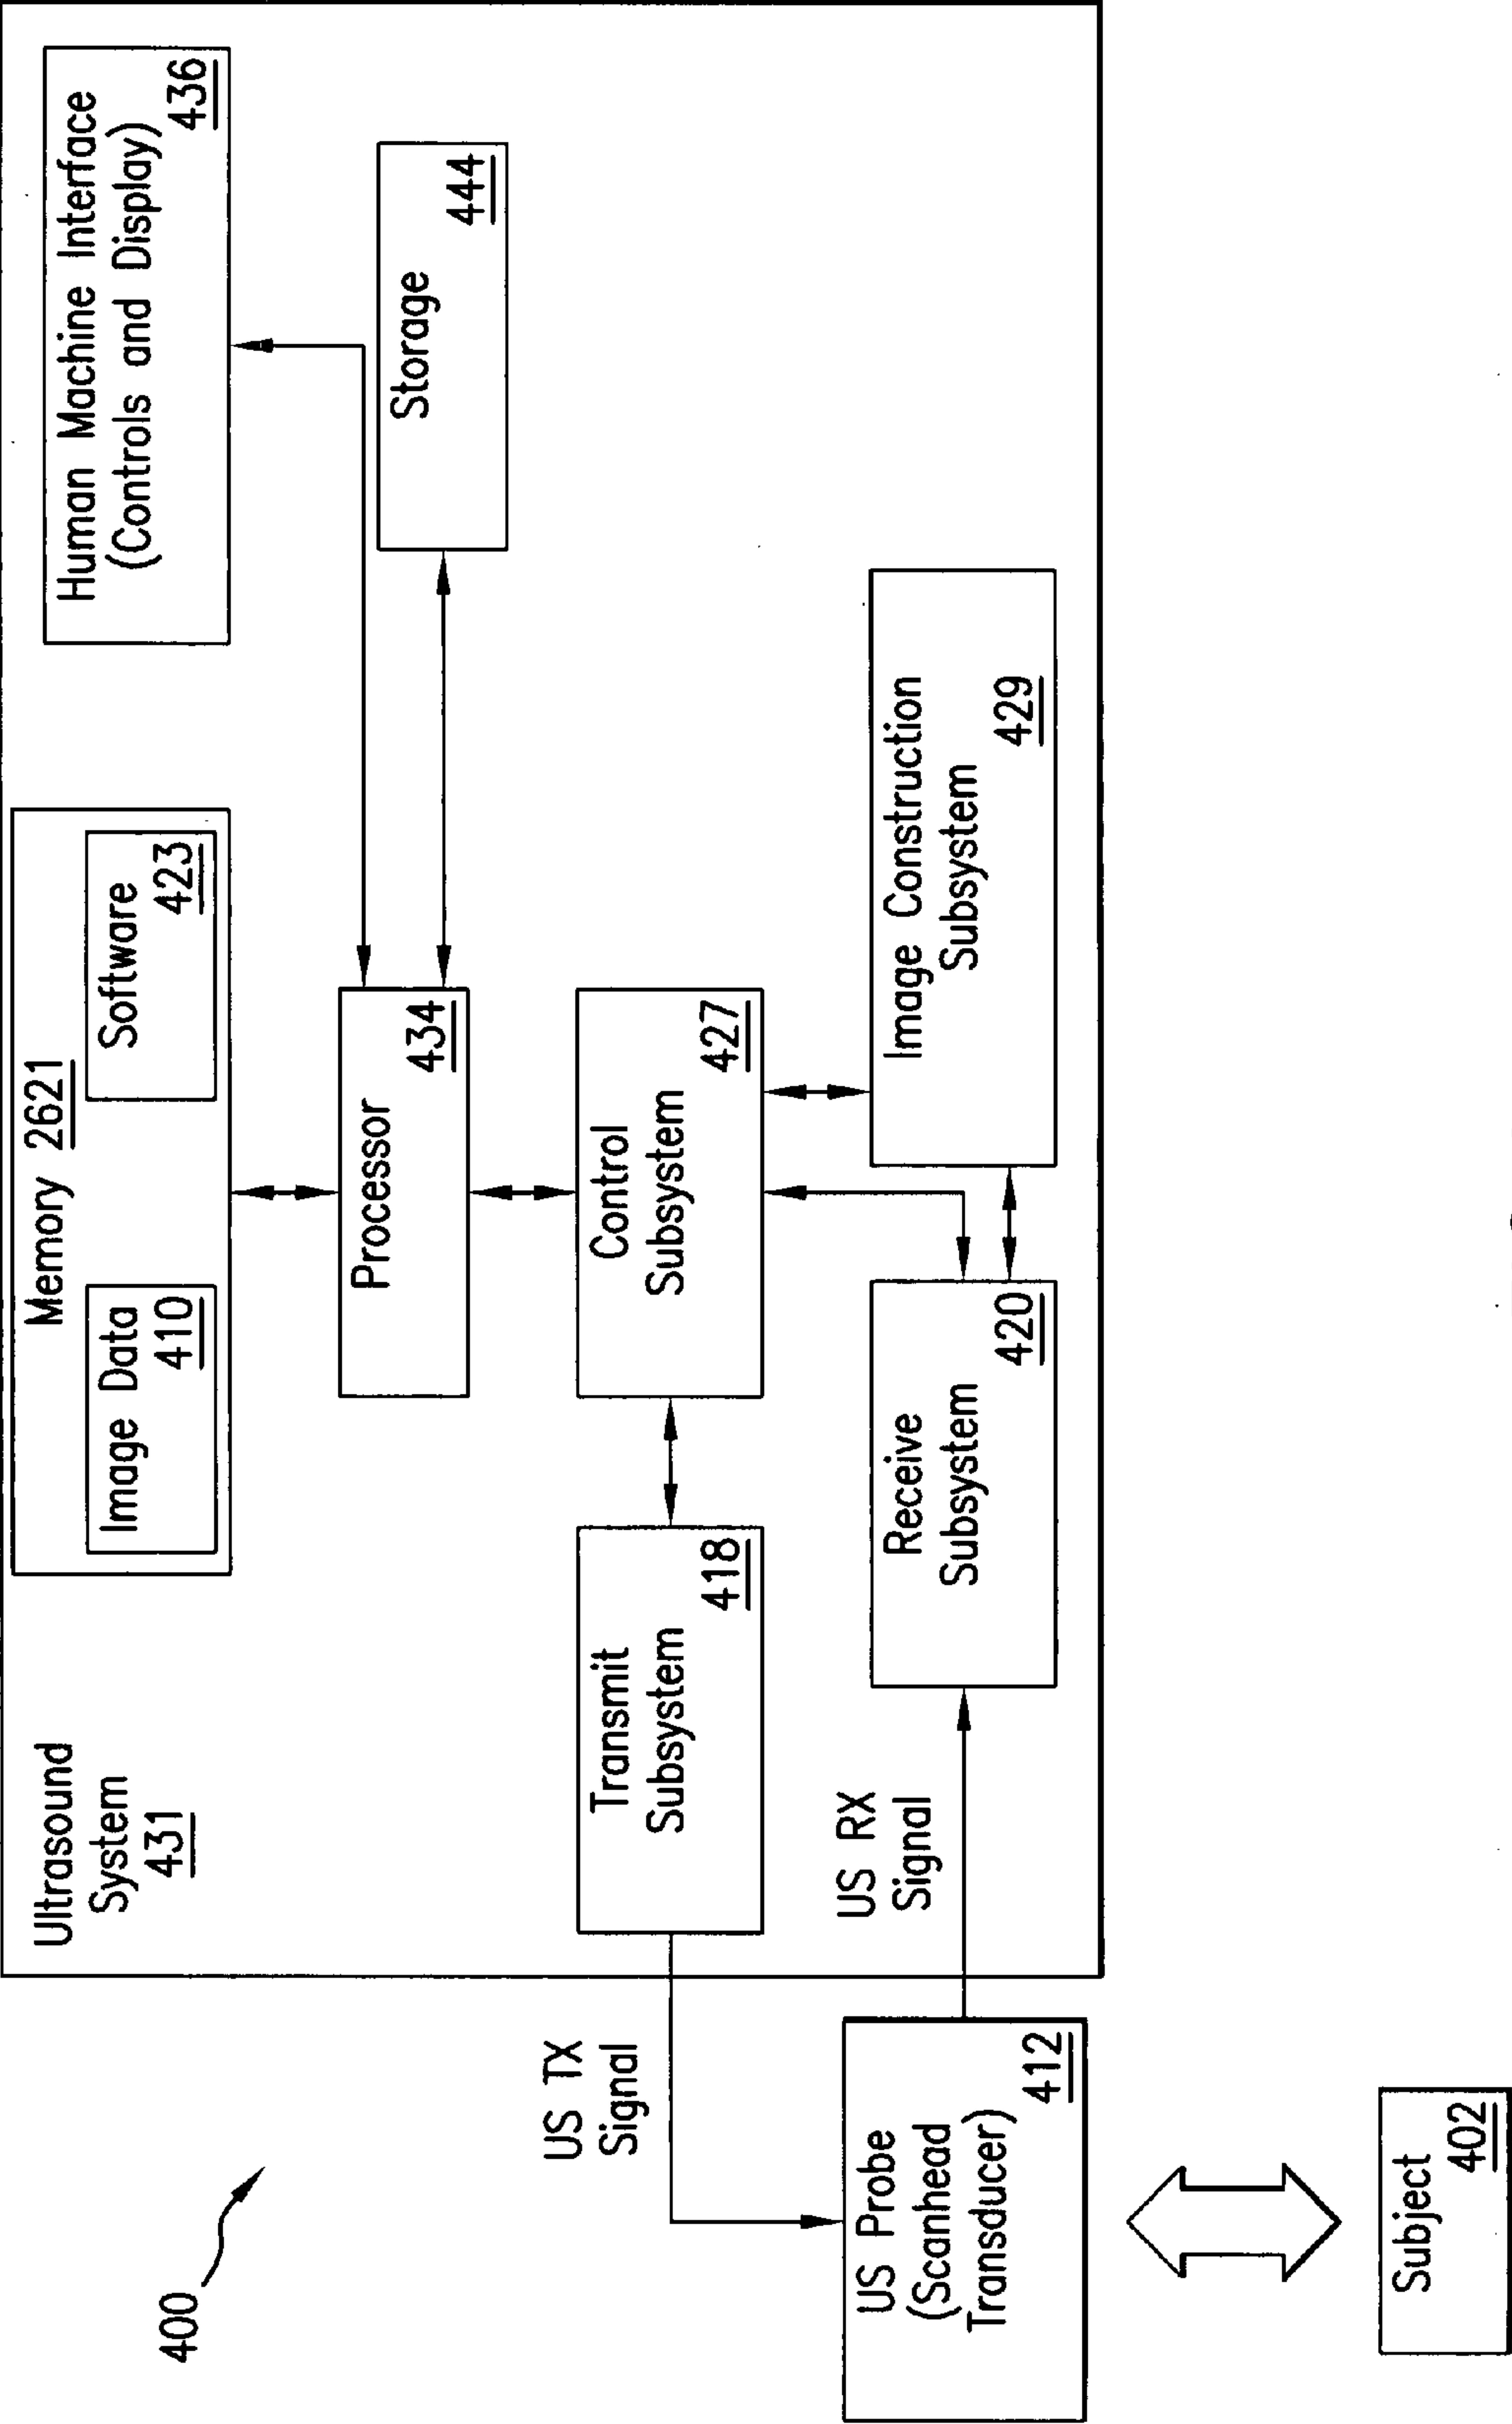 400
Ultrasound
System
431
Memory 2621
Image Data
410
Software
423
Human Machine Interface
(Controls and Display)
436
Processor
434
Storage
444
US TX
Signal
Transmit
Subsystem
418
Control
Subsystem
427
US Probe
(Scanhead
Transducer)
412
US RX
Signal
Receive
Subsystem
420
Image Construction
Subsystem
429
Subject
402